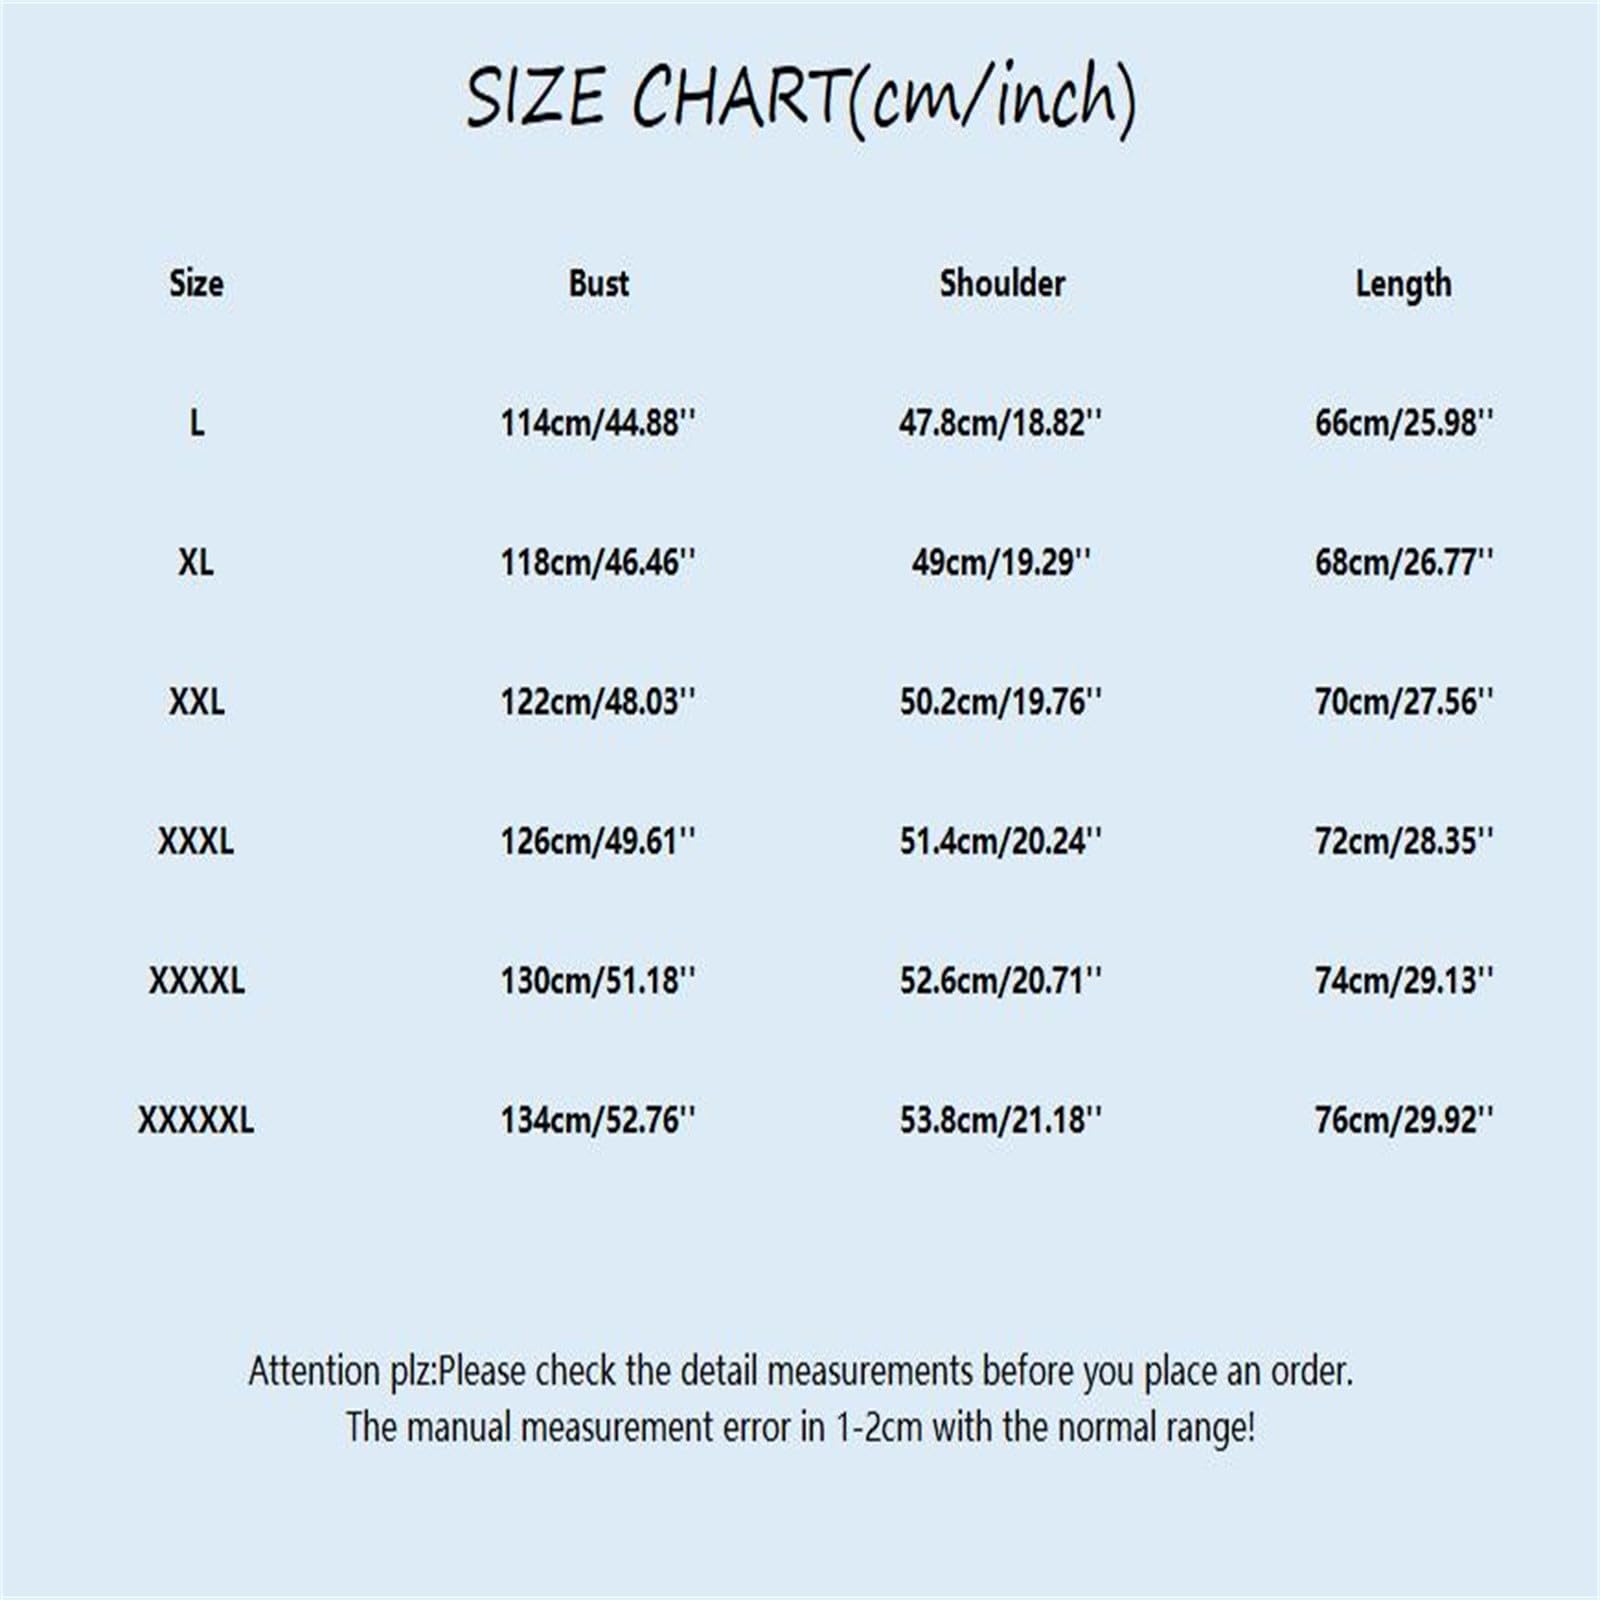 SIZE CHART(cm/inch)
Size Bust Shoulder Length
L 114cm/44.88'' 47.8cm/18.82'' 66cm/25.98''
XL 118cm/46.46'' 49cm/19.29'' 68cm/26.77''
XXL 122cm/48.03'' 50.2cm/19.76'' 70cm/27.56''
XXXL 126cm/49.61'' 51.4cm/20.24'' 72cm/28.35''
XXXXL 130cm/51.18'' 52.6cm/20.71'' 74cm/29.13''
XXXXXL 134cm/52.76'' 53.8cm/21.18'' 76cm/29.92''
Attention plz:Please check the detail measurements before you place an order.
The manual measurement error in 1-2cm with the normal range!